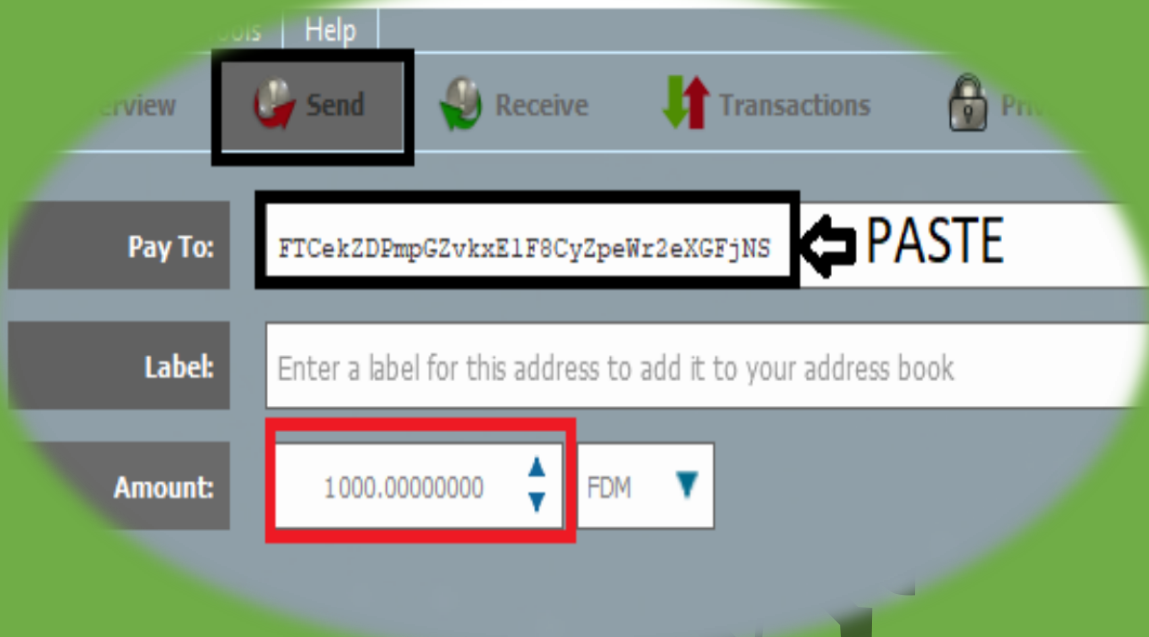 Help
Send
Receive
Transactions
Pay To:
FTCekZDPmpGZvkxElF8CyZpeWr2eXGFjNS
PASTE
Label:
Enter a label for this address to add it to your address book
Amount:
1000.00000000
FDM